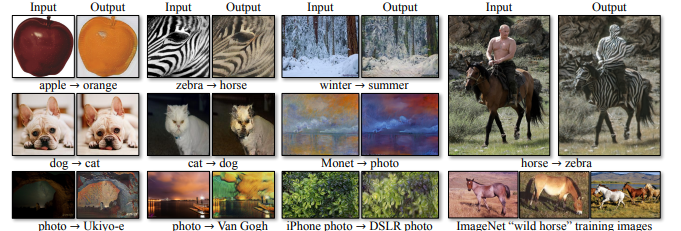 Input Output Input Output Input Output Input Output
apple → orange zebra → horse winter → summer
dog → cat cat → dog Monet → photo horse → zebra
photo → Ukiyo-e photo → Van Gogh iPhone photo → DSLR photo ImageNet “wild horse” training images